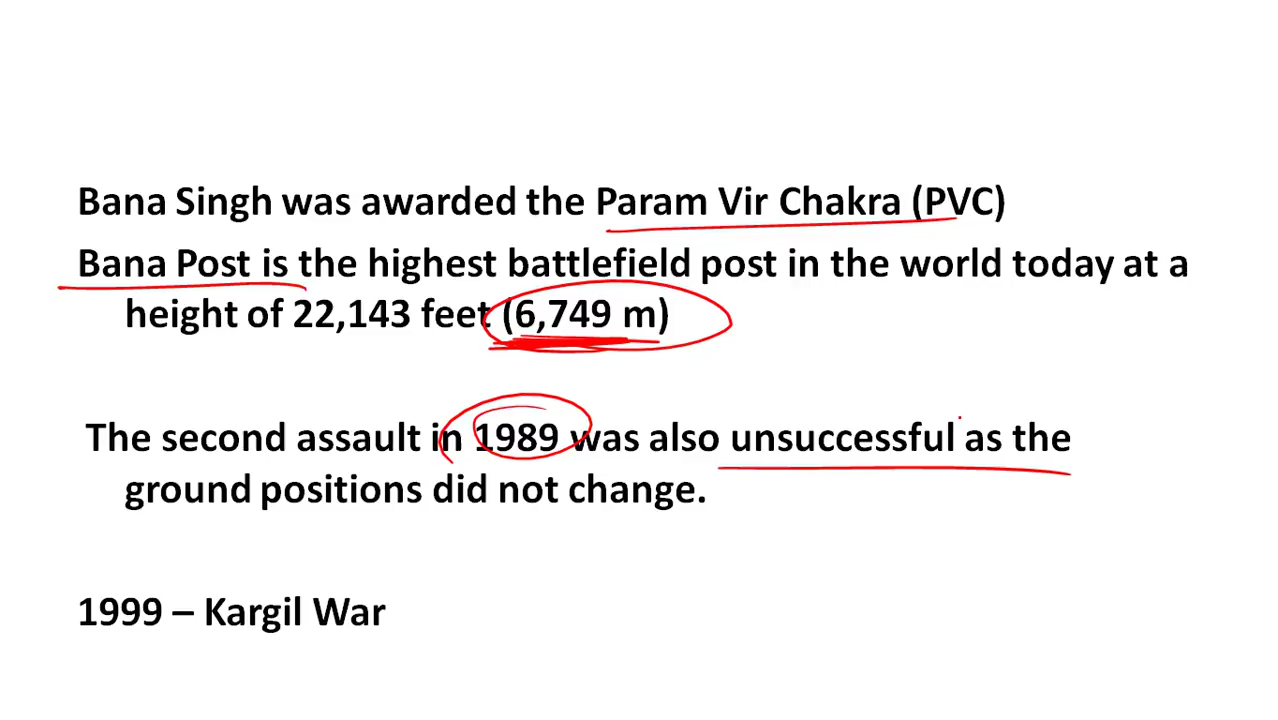 Bana Singh was awarded the Param Vir Chakra (PVC)
Bana Post is the highest battlefield post in the world today at a
height of 22,143 feet (6,749 m)
The second assault in 1989 was also unsuccessful as the
ground positions did not change.
1999 – Kargil War